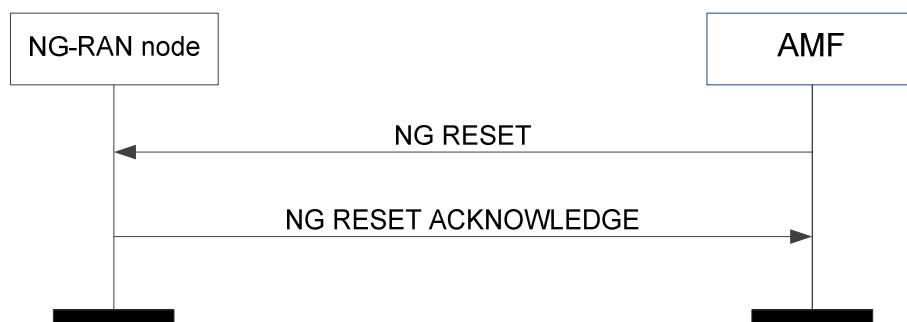 NG-RAN node
AMF
NG RESET
NG RESET ACKNOWLEDGE